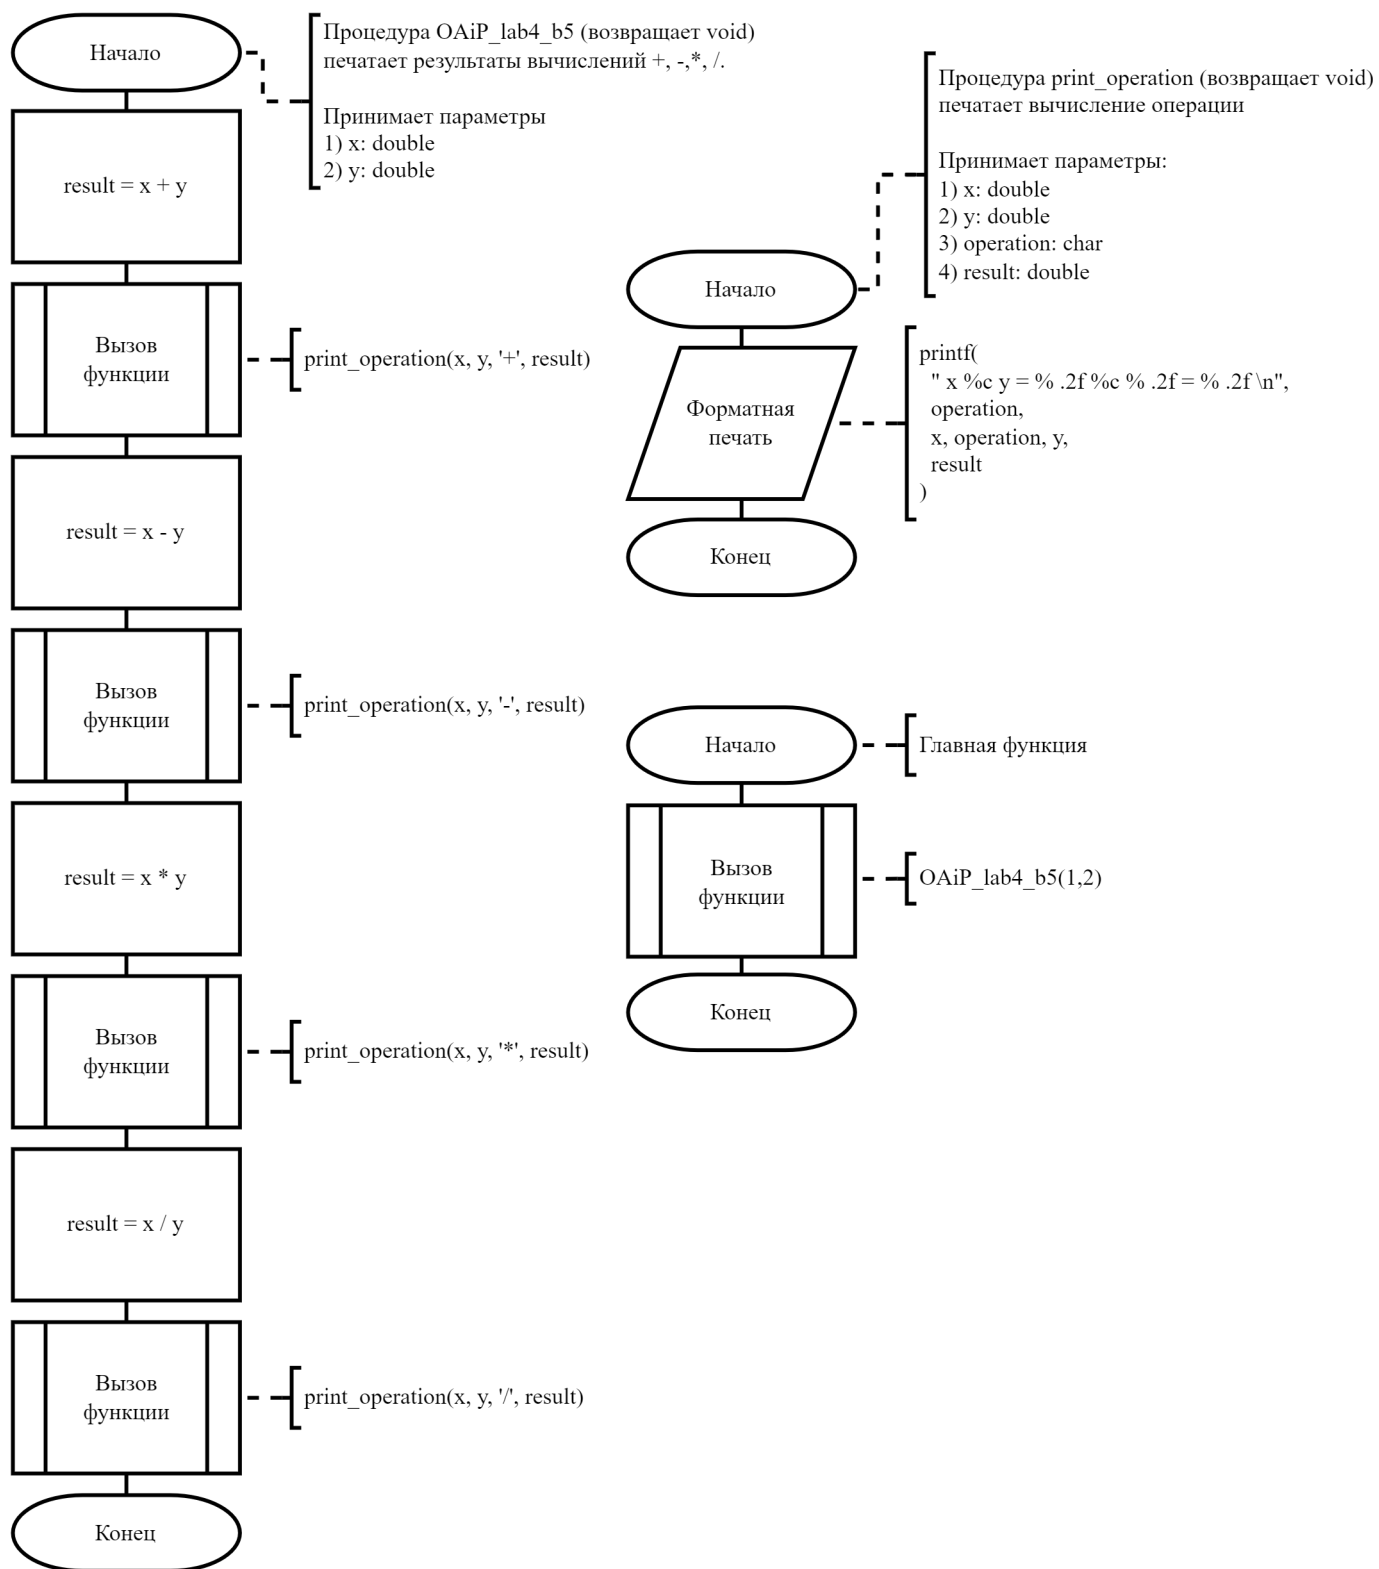 Начало
Процедура OAiP_lab4_b5 (возвращает void)
печатает результаты вычислений +, -,*, /.
Принимает параметры
1) x: double
2) y: double
result = x + y
Вызов
функции
print_operation(x, y, '+', result)
result = x - y
Вызов
функции
print_operation(x, y, '-', result)
result = x * y
Вызов
функции
print_operation(x, y, '*', result)
result = x / y
Вызов
функции
print_operation(x, y, '/', result)
Конец
Процедура print_operation (возвращает void)
печатает вычисление операции
Принимает параметры:
1) x: double
2) y: double
3) operation: char
4) result: double
Начало
Форматная
печать
printf(
" x %c y = % .2f %c % .2f = % .2f \n",
operation,
x, operation, y,
result
)
Конец
Начало
Главная функция
Вызов
функции
OAiP_lab4_b5(1,2)
Конец